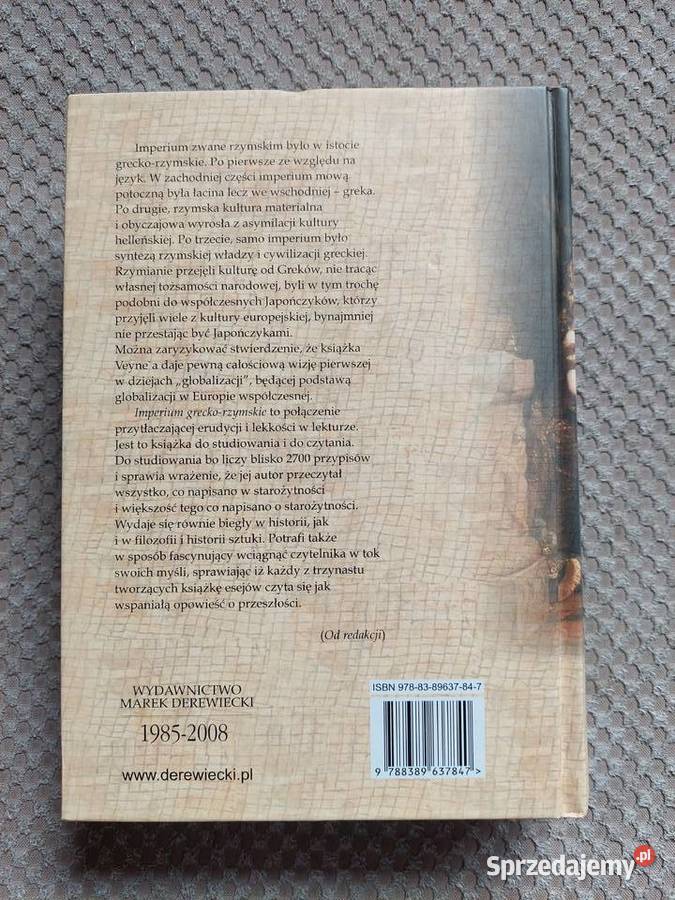 Imperium zwane rzymskim było w istocie
grecko-rzymskie. Po pierwsze ze względu na
język. W zachodniej części imperium mową
potoczną była łacina lecz we wschodniej – greka.
Po drugie, rzymska kultura materialna
i obyczajowa wyrosła z asymilacji kultury
helleńskiej. Po trzecie, samo imperium było
syntezą rzymskiej władzy i cywilizacji greckiej.
Rzymianie przejęli kulturę od Greków, nie tracąc
własnej tożsamości narodowej, byli w tym trochę
podobni do współczesnych Japończyków, którzy
przyjęli wiele z kultury europejskiej, bynajmniej
nie przestając być Japończykami.
Można zaryzykować stwierdzenie, że książka
Veyne'a daje pewną całościową wizję pierwszej
w dziejach „globalizacji", będącej podstawą
globalizacji w Europie współczesnej.
Imperium grecko-rzymskie to połączenie
przytłaczającej erudycji i lekkości w lekturze.
Jest to książka do studiowania i do czytania.
Do studiowania bo liczy blisko 2700 przypisów
i sprawia wrażenie, że jej autor przeczytał
wszystko, co napisano w starożytności
i większość tego co napisano o starożytności.
Wydaje się równie biegły w historii, jak
i w filozofii i historii sztuki. Potrafi także
w sposób fascynujący wciągnąć czytelnika w tok
swoich myśli, sprawiając iż każdy z trzynastu
tworzących książkę esejów czyta się jak
wspaniałą opowieść o przeszłości.
(Od redakcji)
WYDAWNICTWO
MAREK DEREWIECKI
1985-2008
www.derewiecki.pl
ISBN 978-83-89637-84-7
9 788389 637847 >
Sprzedajemy.pl